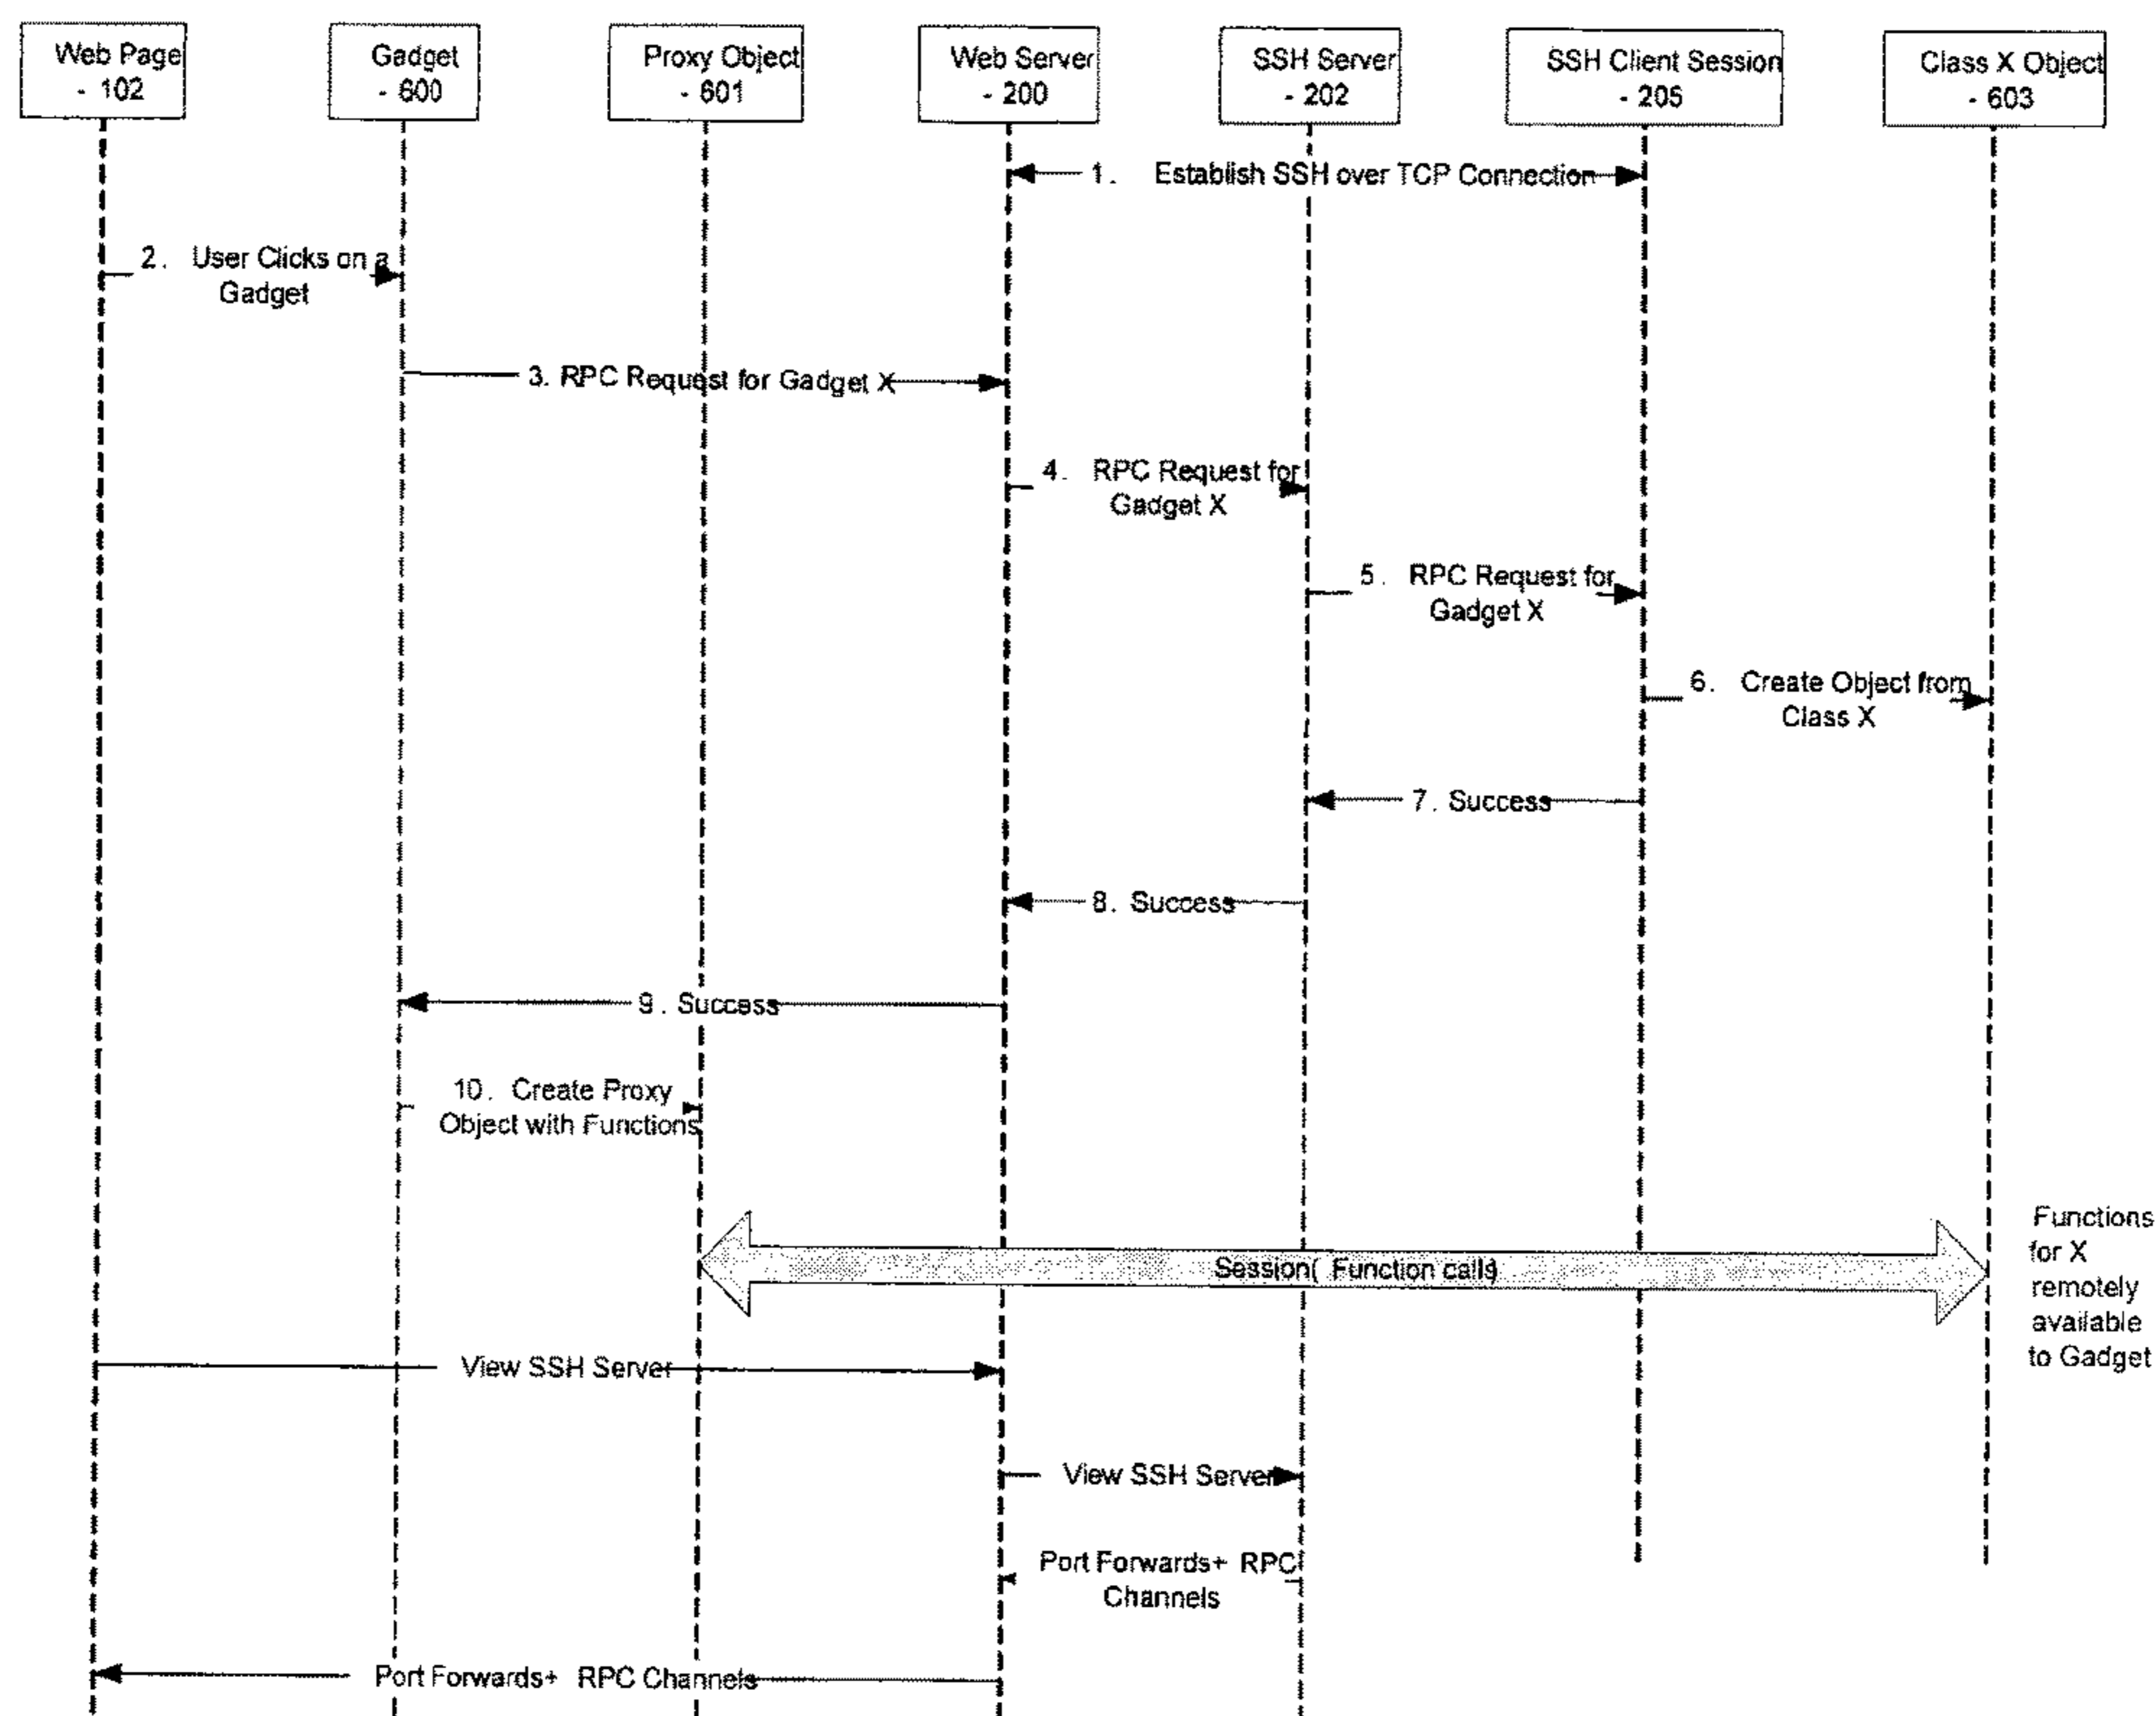 Web Page
- 102
Gadget
- 600
Proxy Object
- 601
Web Server
- 200
SSH Server
- 202
SSH Client Session
- 205
Class X Object
- 603
1. Establish SSH over TCP Connection
2. User Clicks on a
Gadget
3. RPC Request for Gadget X
4. RPC Request for
Gadget X
5. RPC Request for
Gadget X
6. Create Object from
Class X
7. Success
8. Success
9. Success
10. Create Proxy
Object with Functions
Session( Function calls)
Functions
for X
remotely
available
to Gadget
View SSH Server
View SSH Server
Port Forwards+ RPC
Channels
Port Forwards+ RPC Channels